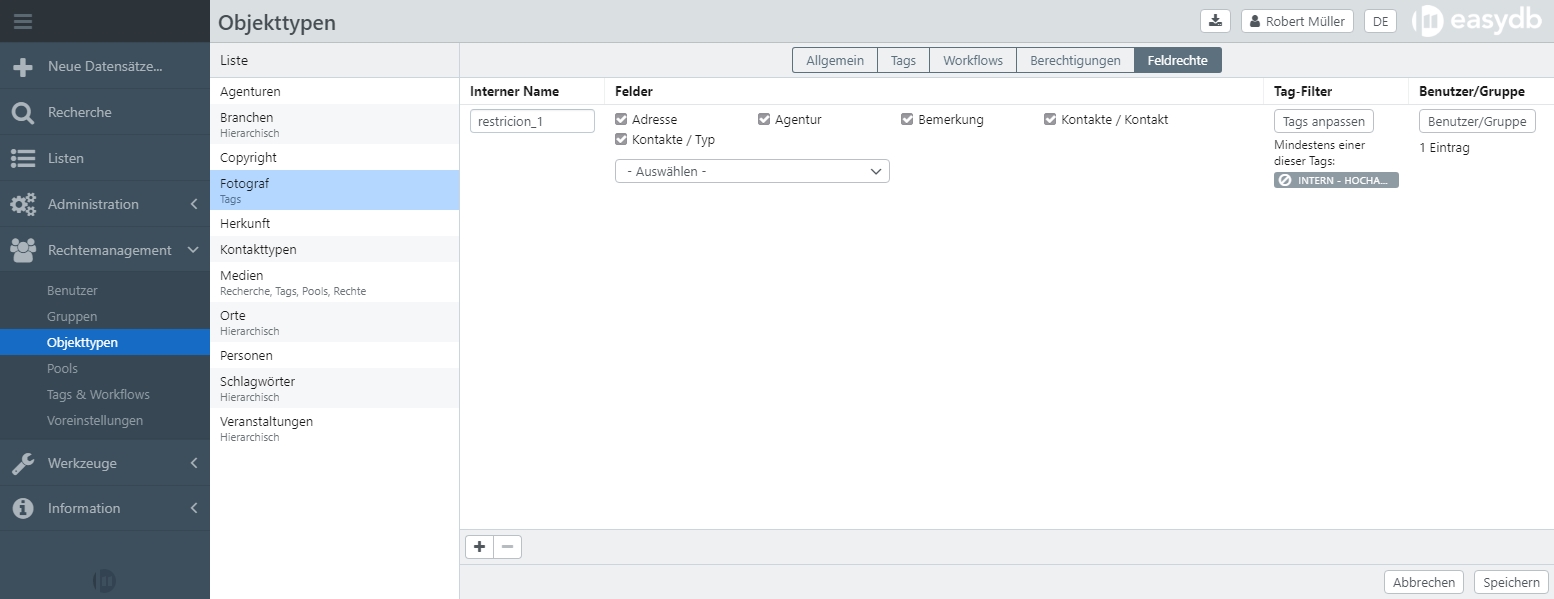 Objekttypen
Robert Müller
DE
easydb
Neue Datensätze...
Recherche
Listen
Administration
Rechtemanagement
Benutzer
Gruppen
Objekttypen
Pools
Tags & Workflows
Voreinstellungen
Werkzeuge
Information
Liste
Agenturen
Branchen
Hierarchisch
Copyright
Fotograf
Tags
Herkunft
Kontakttypen
Medien
Recherche, Tags, Pools, Rechte
Orte
Hierarchisch
Personen
Schlagwörter
Hierarchisch
Veranstaltungen
Hierarchisch
Allgemein Tags Workflows Berechtigungen Feldrechte
Interner Name Felder Tag-Filter Benutzer/Gruppe
restricion_1
Adresse Agentur Bemerkung Kontakte / Kontakt
Kontakte / Typ
- Auswählen -
Tags anpassen
Mindestens einer
dieser Tags:
INTERN - HOCHA...
Benutzer/Gruppe
1 Eintrag
Abbrechen Speichern